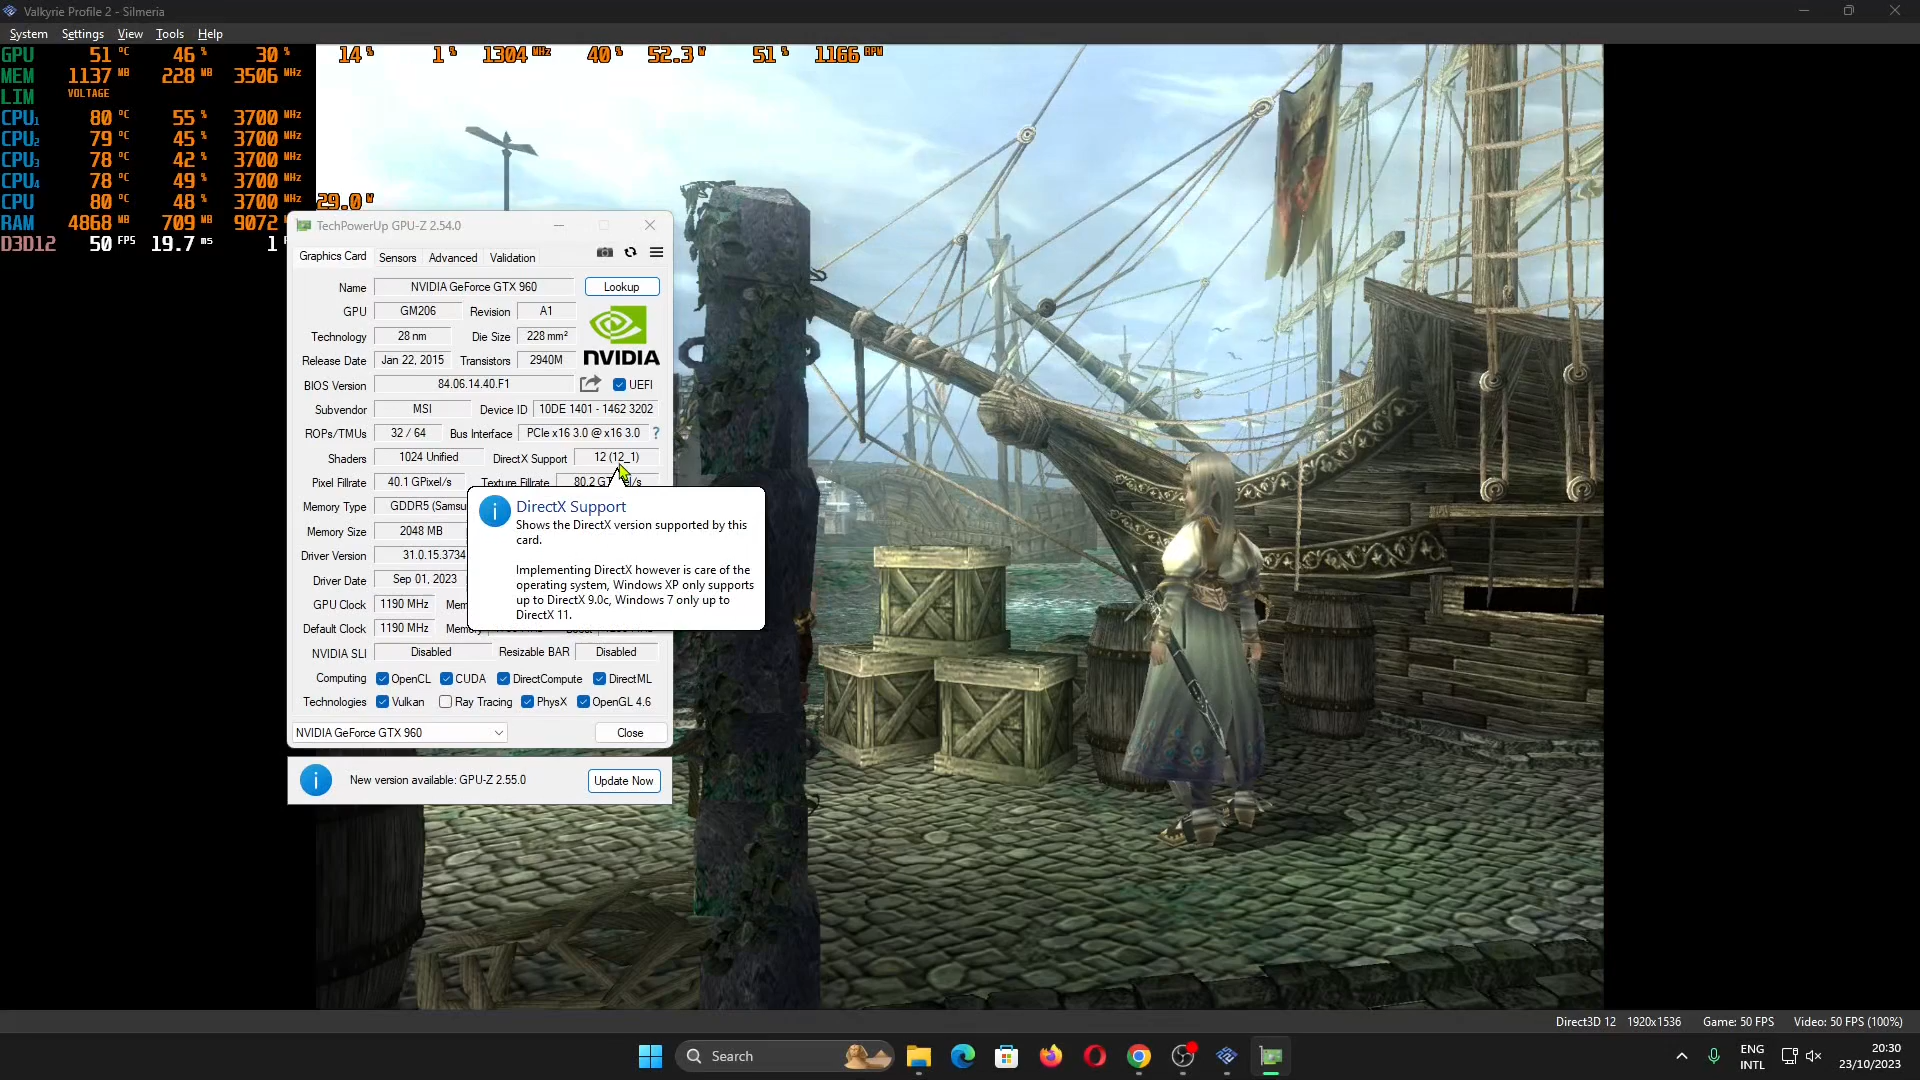 Valkyrie Profile 2 - Silmeria
System Settings View Tools Help
GPU 51 °C 46 % 30 % 14 % 1 % 1304 MHz 40 % 52.3 W 51 % 1166 RPM
MEM 1137 MB 228 MB 3506 MHz
LIM VOLTAGE
CPU1 80 °C 55 % 3700 MHz
CPU2 79 °C 45 % 3700 MHz
CPU3 78 °C 42 % 3700 MHz
CPU4 78 °C 49 % 3700 MHz
CPU 80 °C 48 % 3700 MHz 29.0 W
RAM 4868 MB 709 MB 9072
D3D12 50 FPS 19.7 ms 1
TechPowerUp GPU-Z 2.54.0
Graphics Card Sensors Advanced Validation
Name NVIDIA GeForce GTX 960 Lookup
GPU GM206 Revision A1
Technology 28 nm Die Size 228 mm²
Release Date Jan 22, 2015 Transistors 2940M
NVIDIA
BIOS Version 84.06.14.40.F1 UEFI
Subvendor MSI Device ID 10DE 1401 - 1462 3202
ROPs/TMUs 32 / 64 Bus Interface PCIe x16 3.0 @ x16 3.0 ?
Shaders 1024 Unified DirectX Support 12 (12_1)
Pixel Fillrate 40.1 GPixel/s Texture Fillrate 80.2
Memory Type GDDR5
Memory Size 2048 MB
Driver Version 31.0.15.3734
Driver Date Sep 01, 2023
GPU Clock 1190 MHz
Default Clock 1190 MHz
NVIDIA SLI Disabled Resizable BAR Disabled
Computing OpenCL CUDA DirectCompute DirectML
Technologies Vulkan Ray Tracing PhysX OpenGL 4.6
NVIDIA GeForce GTX 960 Close
DirectX Support
Shows the DirectX version supported by this
card.
Implementing DirectX however is care of the
operating system, Windows XP only supports
up to DirectX 9.0c, Windows 7 only up to
DirectX 11.
New version available: GPU-Z 2.55.0 Update Now
Direct3D 12 1920x1536 Game: 50 FPS Video: 50 FPS (100%)
Search
ENG
INTL
20:30
23/10/2023